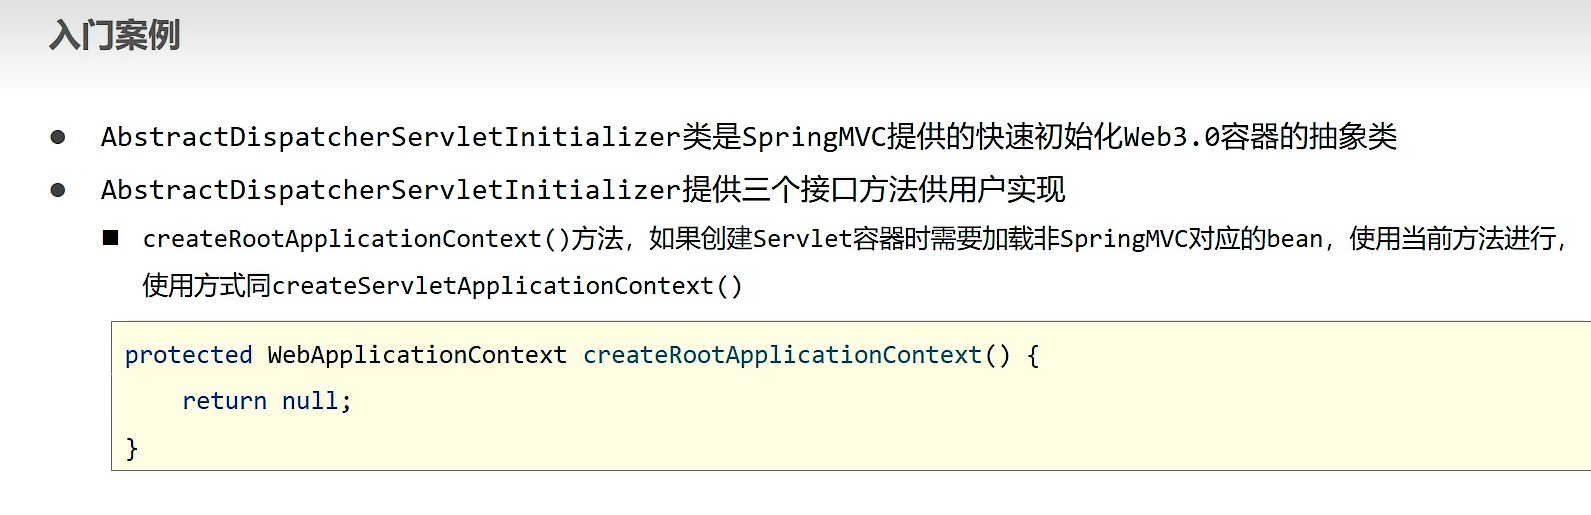 入门案例
● AbstractDispatcherServletInitializer类是SpringMVC提供的快速初始化Web3.0容器的抽象类
● AbstractDispatcherServletInitializer提供三个接口方法供用户实现
■ createRootApplicationContext()方法，如果创建Servlet容器时需要加载非SpringMVC对应的bean，使用当前方法进行，
使用方式同createServletApplicationContext()
protected WebApplicationContext createRootApplicationContext() {
    return null;
}